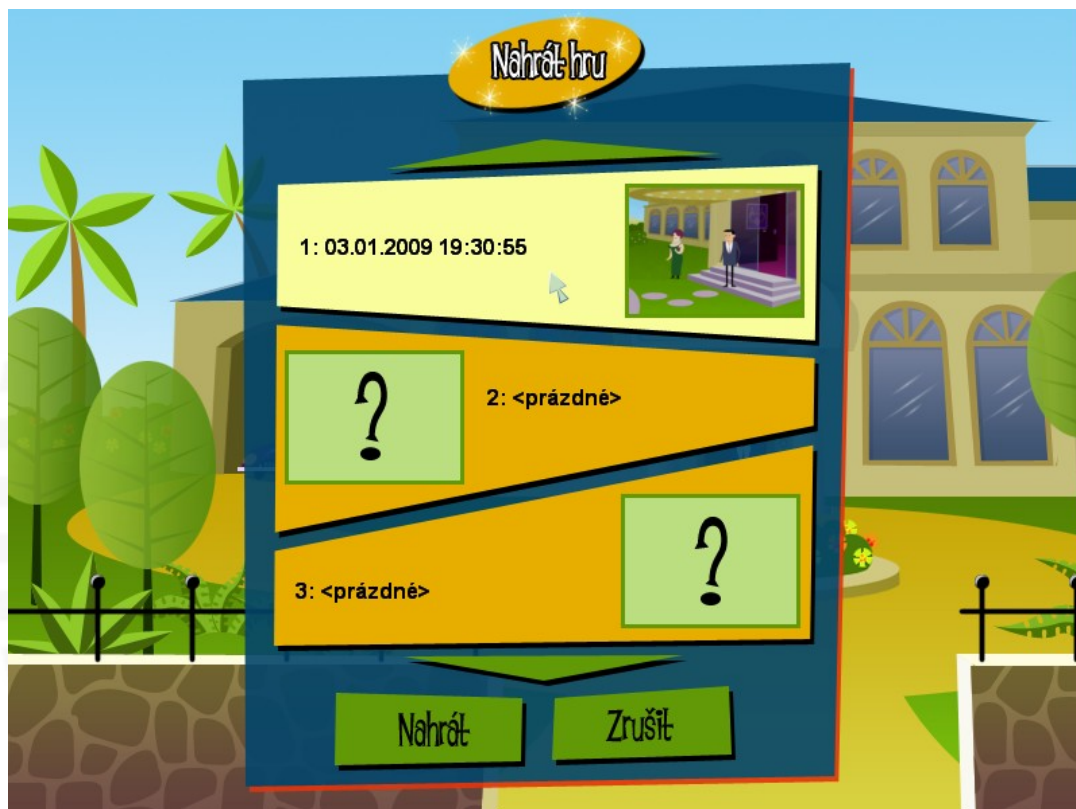 Nahrát hru
1: 03.01.2009 19:30:55
2: <prázdné>
3: <prázdné>
Nahrát
Zrušit